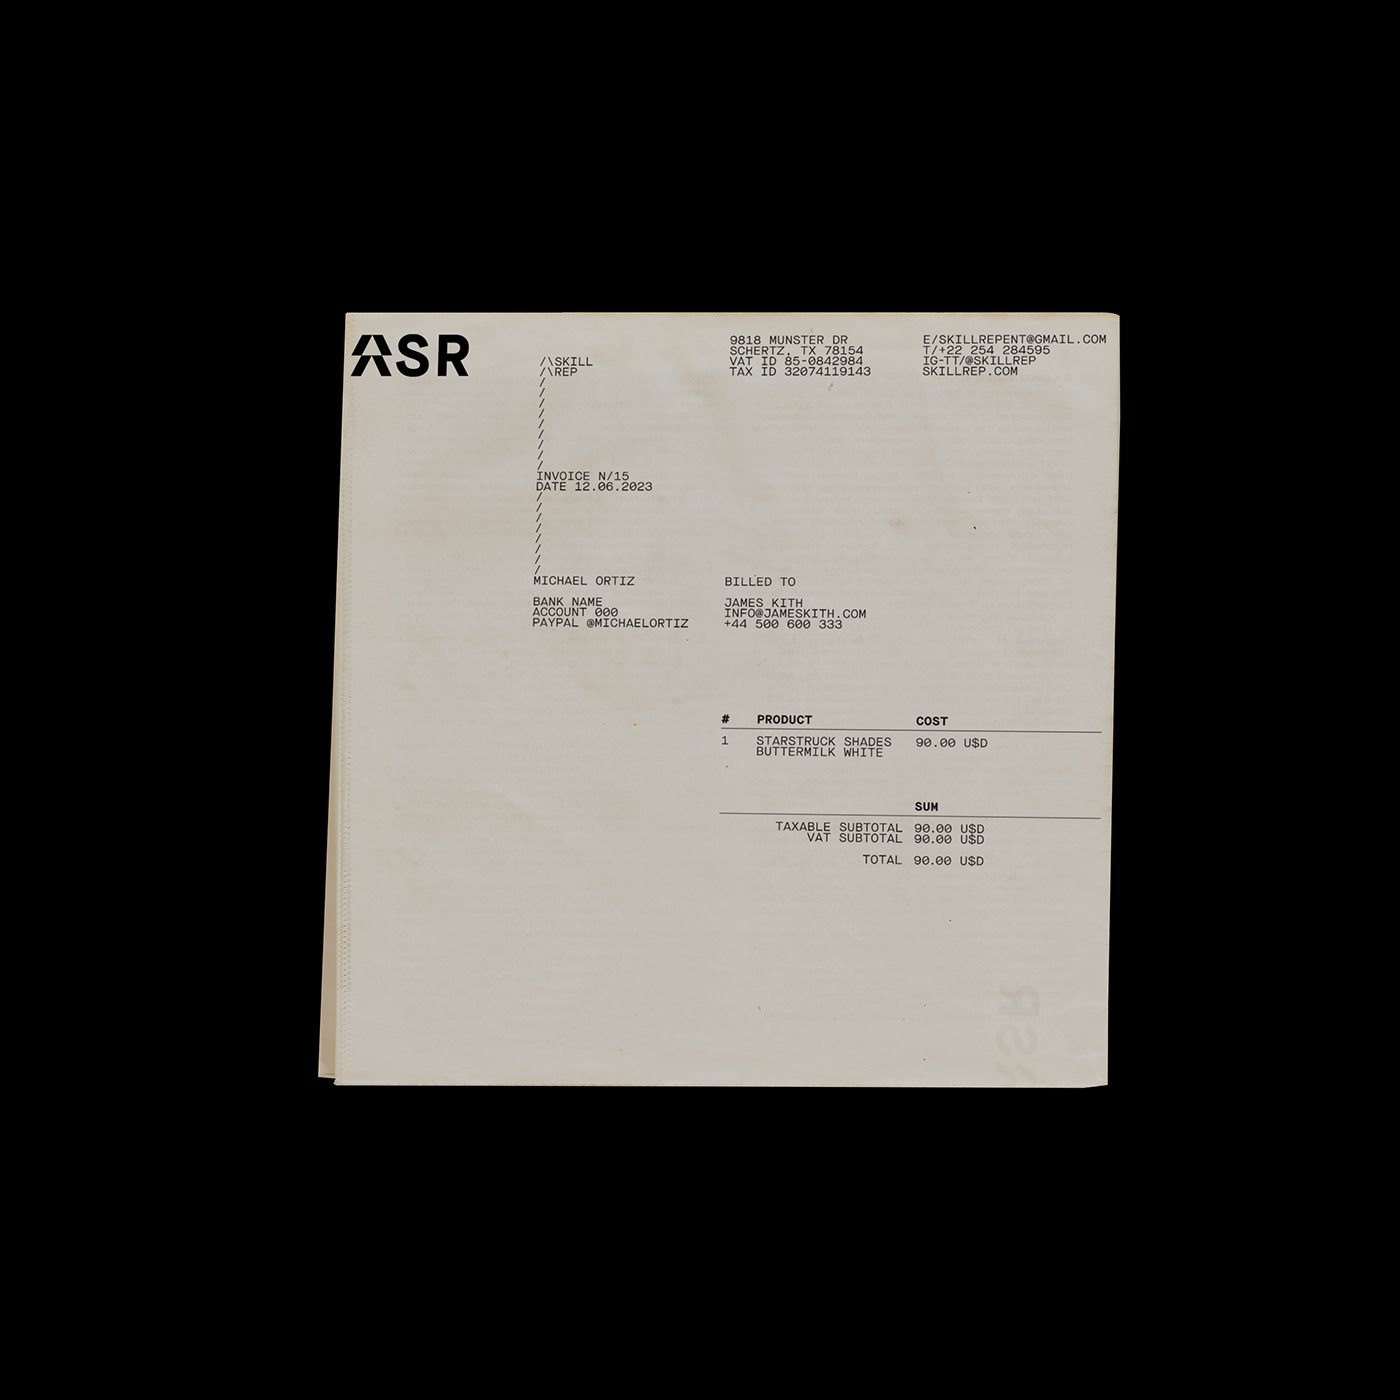 ASR
/\SKILL
/\REP
/
/
/
/
/
/
/
/
/
INVOICE N/15
DATE 12.06.2023
/
/
/
/
/
/
/
/
MICHAEL ORTIZ
BANK NAME
ACCOUNT 000
PAYPAL @MICHAELORTIZ
9818 MUNSTER DR
SCHERTZ, TX 78154
VAT ID 85-0842984
TAX ID 32074119143
E/SKILLREPENT@GMAIL.COM
T/+22 254 284595
IG-TT/@SKILLREP
SKILLREP.COM
BILLED TO
JAMES KITH
INFO@JAMESKITH.COM
+44 500 600 333
# PRODUCT COST
1 STARSTRUCK SHADES 90.00 U$D
BUTTERMILK WHITE
SUM
TAXABLE SUBTOTAL 90.00 U$D
VAT SUBTOTAL 90.00 U$D
TOTAL 90.00 U$D
ASR